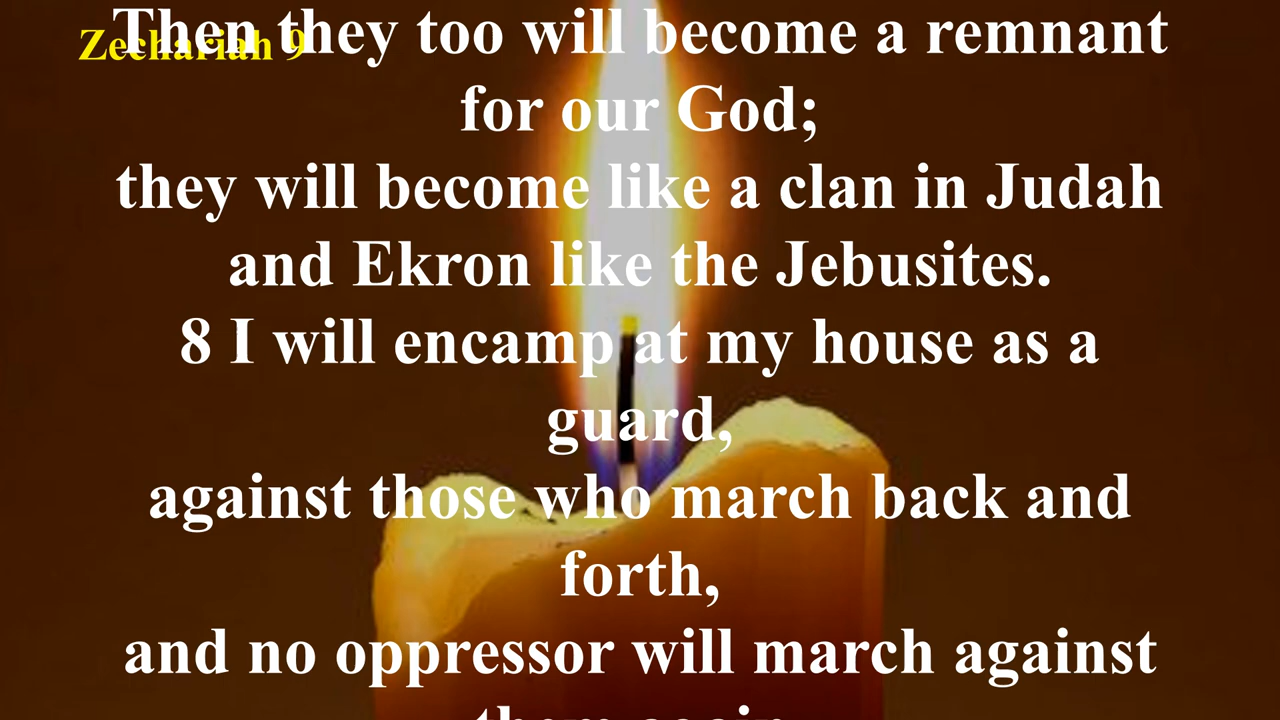 Zechariah 9
Then they too will become a remnant
for our God;
they will become like a clan in Judah
and Ekron like the Jebusites.
8 I will encamp at my house as a
guard,
against those who march back and
forth,
and no oppressor will march against
them again